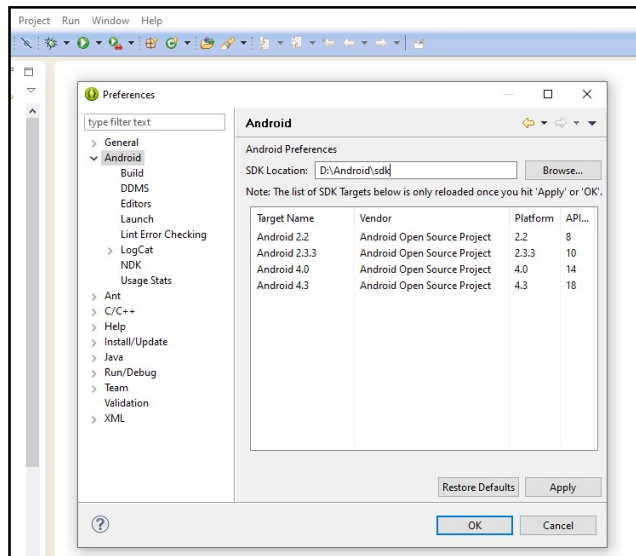 Project Run Window Help
Preferences
type filter text
General
Android
Build
DDMS
Editors
Launch
Lint Error Checking
LogCat
NDK
Usage Stats
Ant
C/C++
Help
Install/Update
Java
Run/Debug
Team
Validation
XML
Android
Android Preferences
SDK Location: D:\Android\sdk Browse...
Note: The list of SDK Targets below is only reloaded once you hit 'Apply' or 'OK'.
Target Name Vendor Platform API...
Android 2.2 Android Open Source Project 2.2 8
Android 2.3.3 Android Open Source Project 2.3.3 10
Android 4.0 Android Open Source Project 4.0 14
Android 4.3 Android Open Source Project 4.3 18
Restore Defaults Apply
? OK Cancel